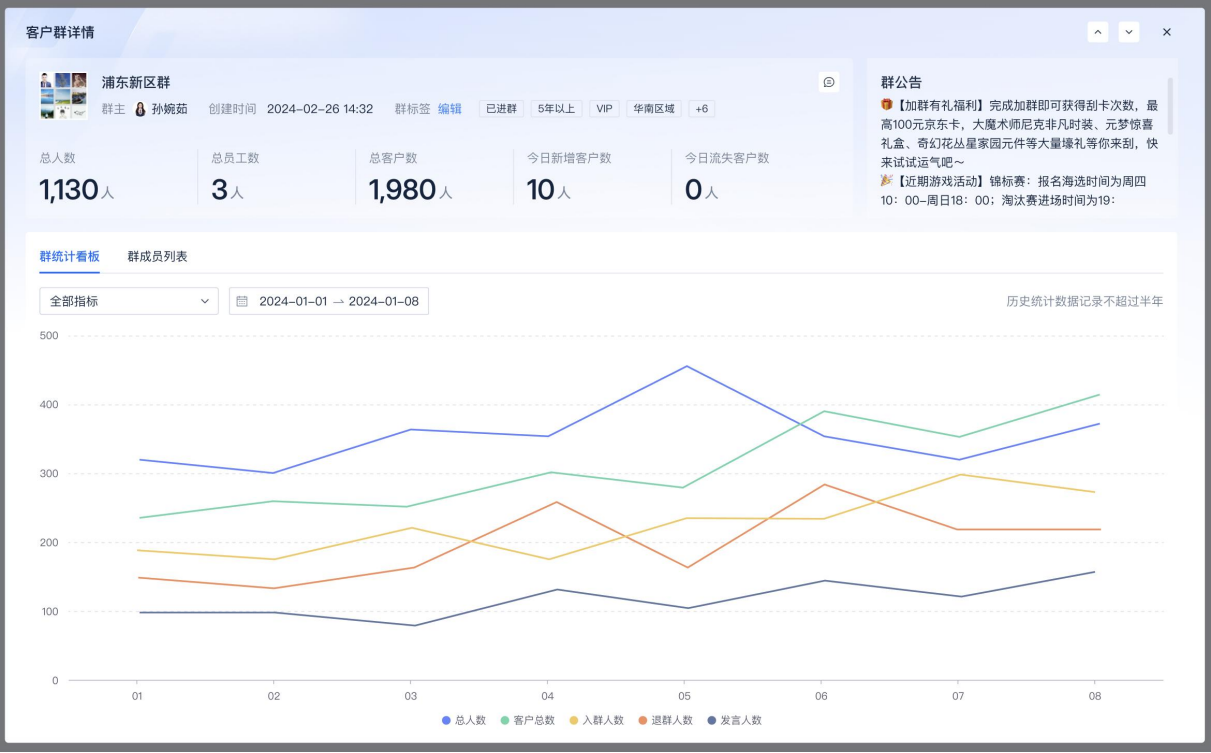 客户群详情
浦东新区群
群主 孙婉茹 创建时间 2024-02-26 14:32 群标签 编辑 已进群 5年以上 VIP 华南区域 +6
总人数 总员工数 总客户数 今日新增客户数 今日流失客户数
1,130人 3人 1,980人 10人 0人
群公告
【加群有礼福利】完成加群即可获得刮卡次数，最
高100元京东卡，大魔术师尼克非凡时装、元梦惊喜
礼盒、奇幻花丛星家园元件等大量壕礼等你来刮，快
来试试运气吧～
【近期游戏活动】锦标赛：报名海选时间为周四
10：00-周日18：00；淘汰赛进场时间为19：
群统计看板 群成员列表
全部指标 2024-01-01 → 2024-01-08 历史统计数据记录不超过半年
500
400
300
200
100
0
01 02 03 04 05 06 07 08
总人数 客户总数 入群人数 退群人数 发言人数